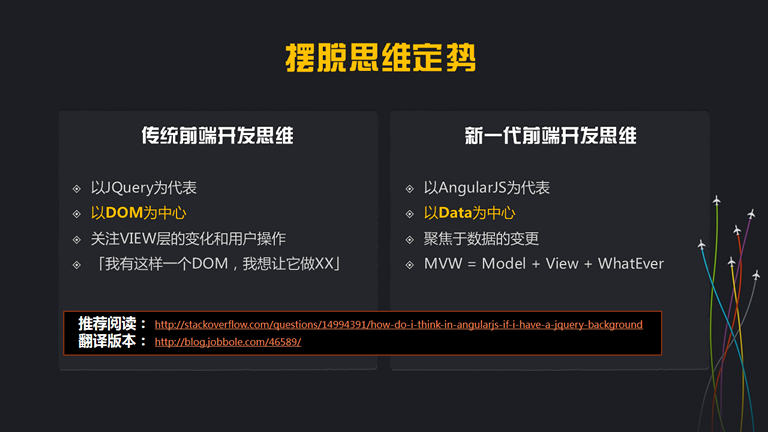 摆脱思维定势
传统前端开发思维
以JQuery为代表
以DOM为中心
关注VIEW层的变化和用户操作
「我有这样一个DOM，我想让它做XX」
新一代前端开发思维
以AngularJS为代表
以Data为中心
聚焦于数据的变更
MVW = Model + View + WhatEver
推荐阅读： http://stackoverflow.com/questions/14994391/how-do-i-think-in-angularjs-if-i-have-a-jquery-background
翻译版本： http://blog.jobbole.com/46589/